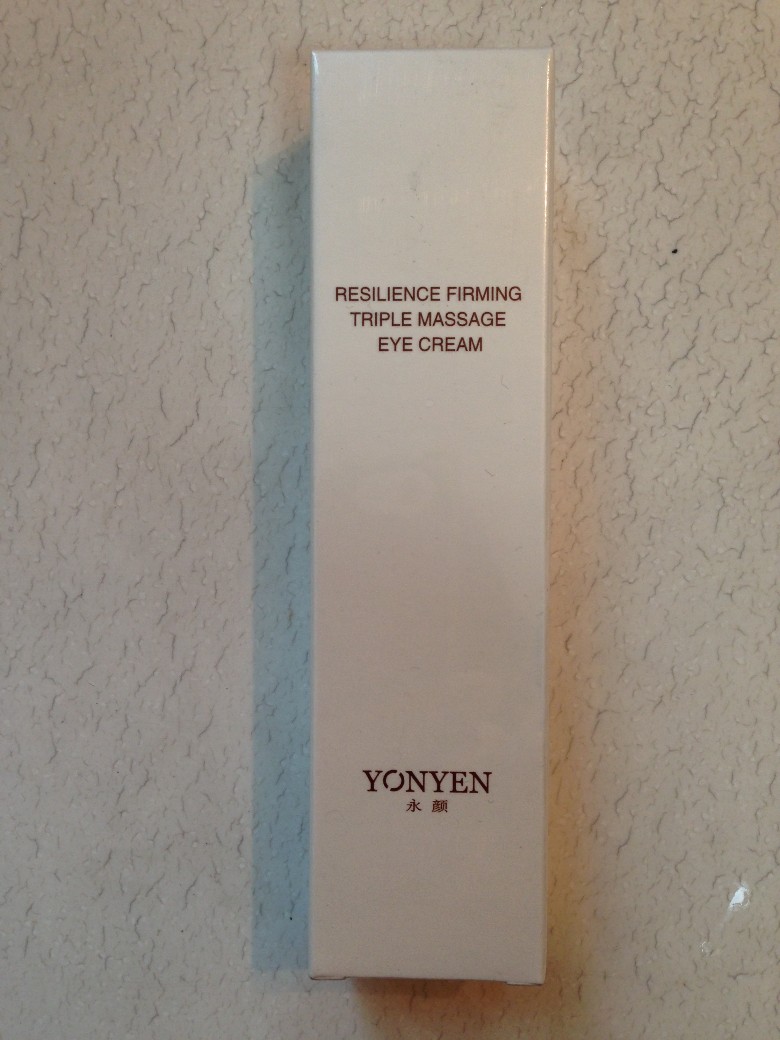 RESILIENCE FIRMING
TRIPLE MASSAGE
EYE CREAM
YONYEN
永颜